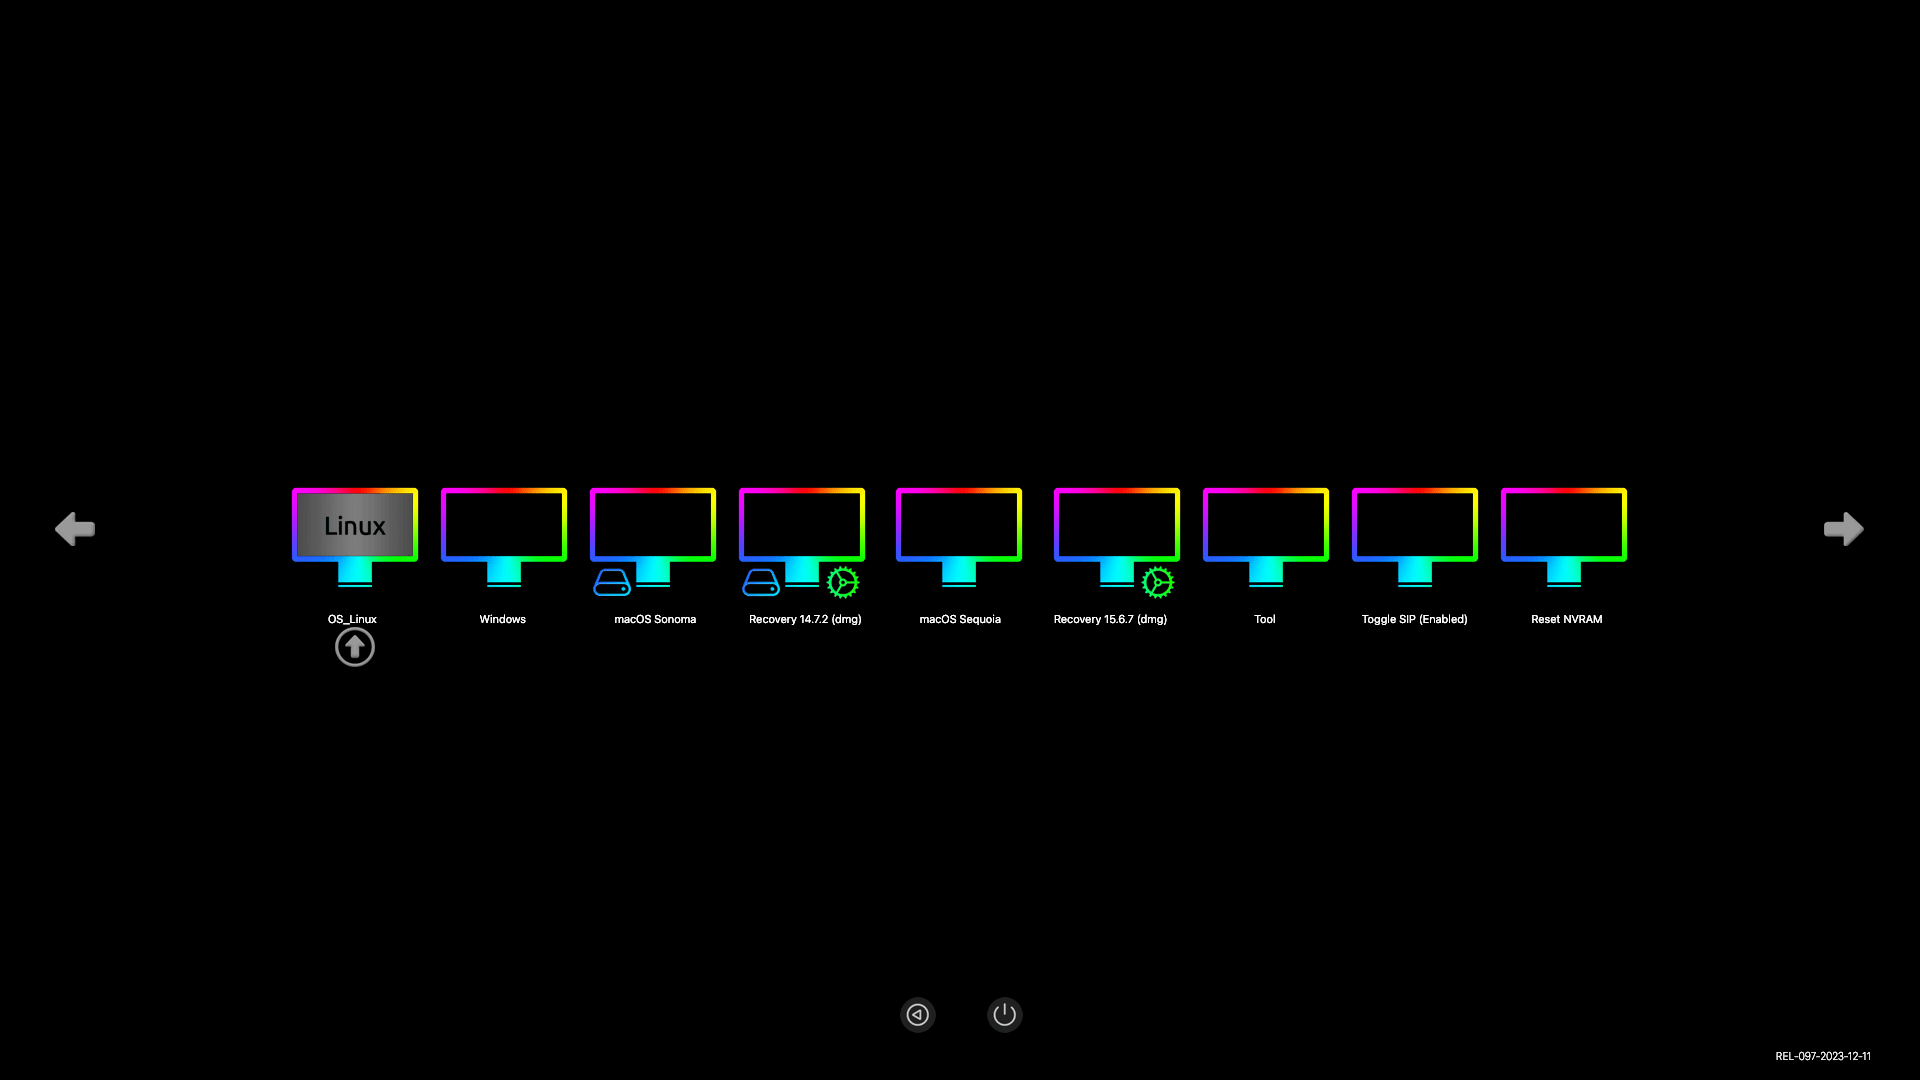 Linux
OS_Linux
Windows
macOS Sonoma
Recovery 14.7.2 (dmg)
macOS Sequoia
Recovery 15.6.7 (dmg)
Tool
Toggle SIP (Enabled)
Reset NVRAM
REL-097-2023-12-11